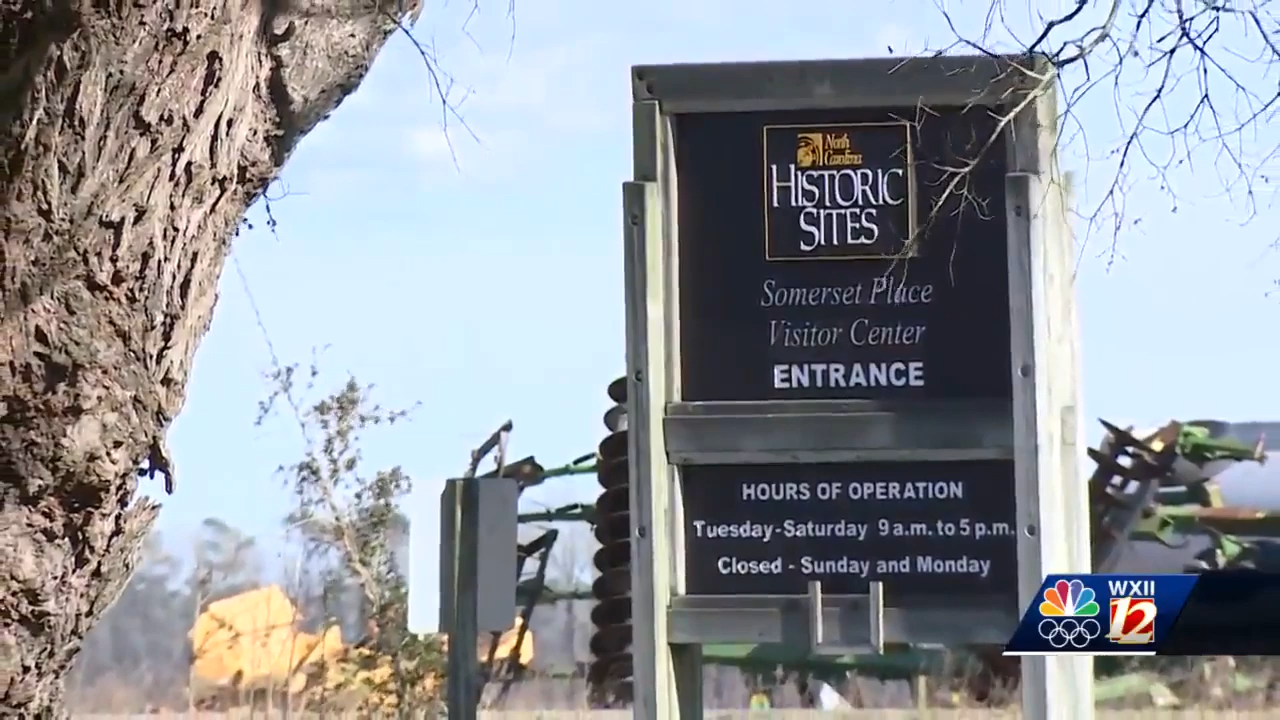 North
Carolina
HISTORIC
SITES
Somerset Place
Visitor Center
ENTRANCE
HOURS OF OPERATION
Tuesday-Saturday 9 a.m. to 5 p.m.
Closed - Sunday and Monday
WXII
12